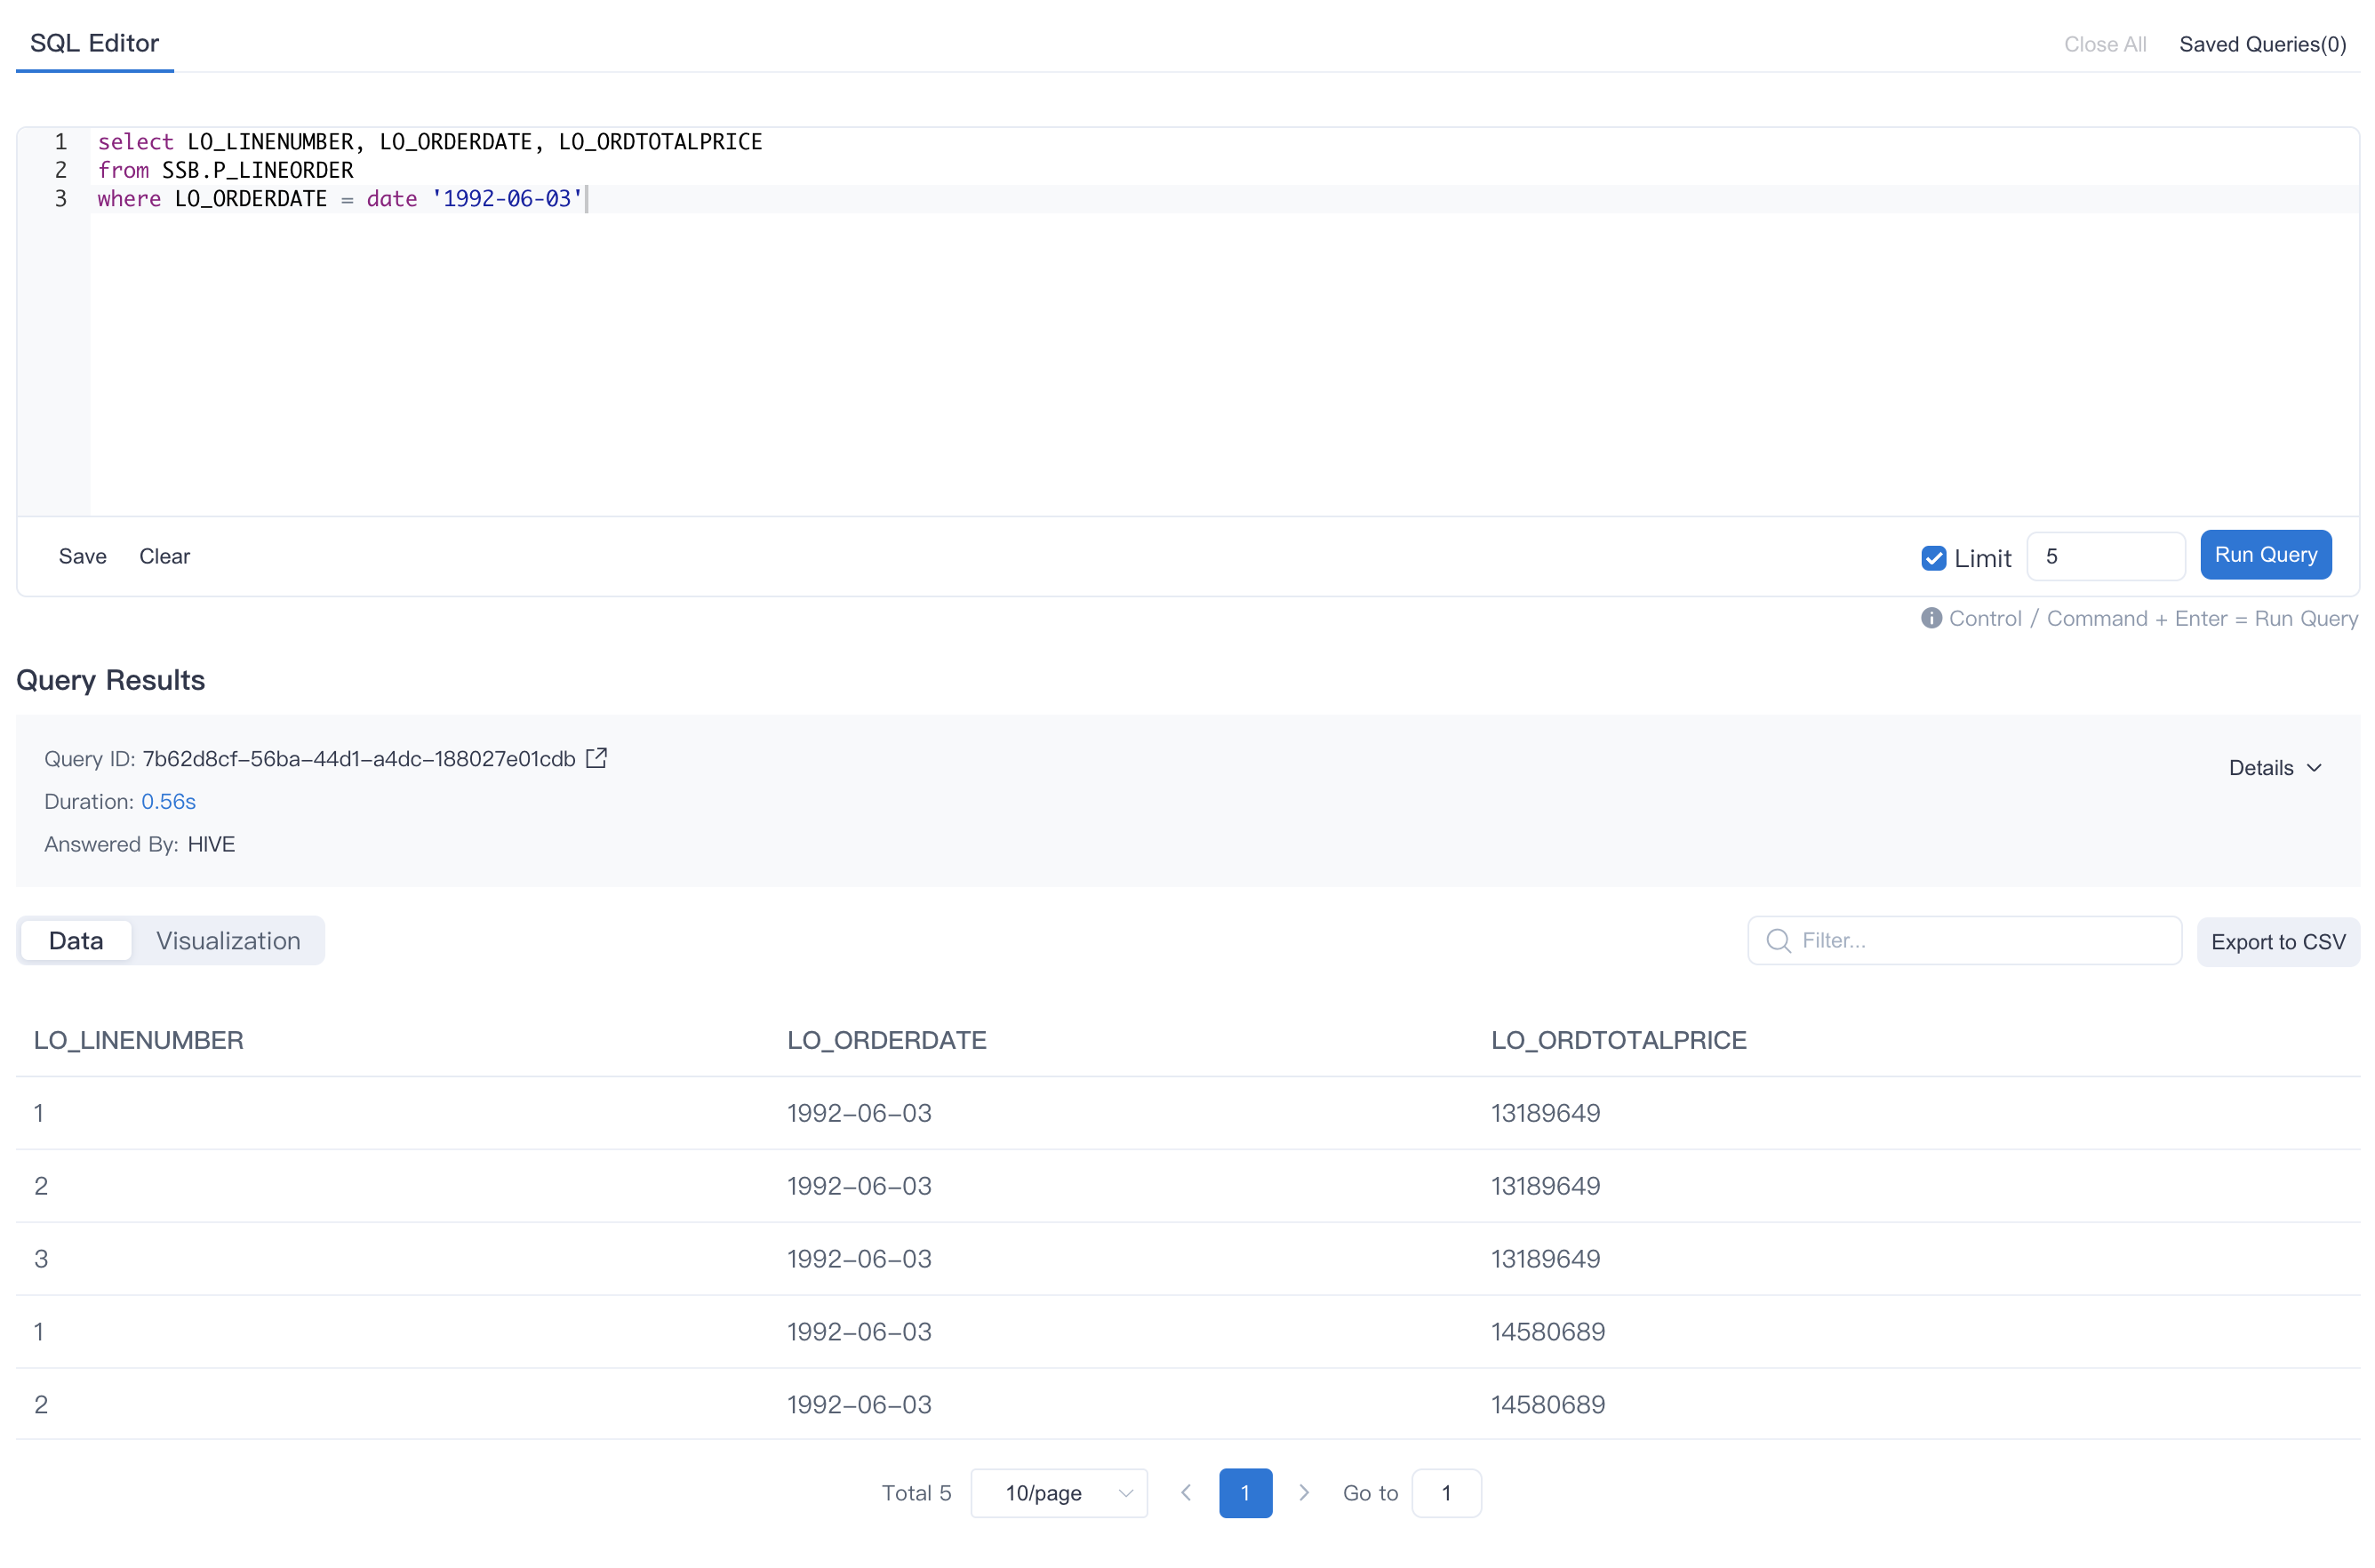 SQL Editor
Close All Saved Queries(0)
1 select LO_LINENUMBER, LO_ORDERDATE, LO_ORDTOTALPRICE
2 from SSB.P_LINEORDER
3 where LO_ORDERDATE = date '1992-06-03'
Save Clear Limit 5 Run Query
Control / Command + Enter = Run Query
Query Results
Query ID: 7b62d8cf-56ba-44d1-a4dc-188027e01cdb
Details
Duration: 0.56s
Answered By: HIVE
Data Visualization Filter... Export to CSV
LO_LINENUMBER LO_ORDERDATE LO_ORDTOTALPRICE
1 1992-06-03 13189649
2 1992-06-03 13189649
3 1992-06-03 13189649
1 1992-06-03 14580689
2 1992-06-03 14580689
Total 5 10/page 1 Go to 1